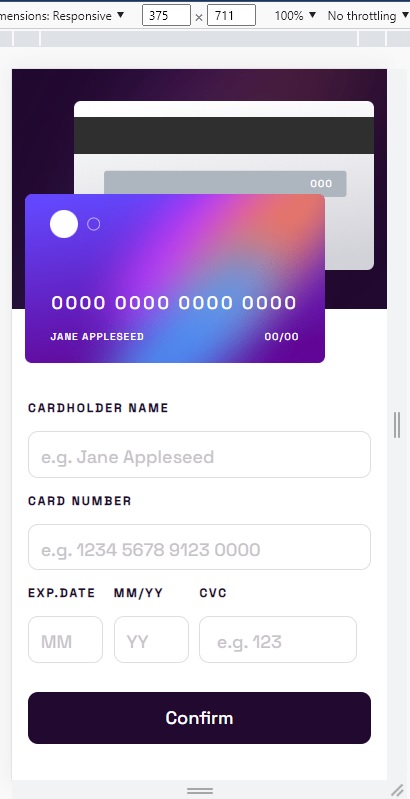 mensions: Responsive ▼ 375 × 711 100% ▼ No throttling ▼
000
0000 0000 0000 0000
JANE APPLESEED 00/00
CARDHOLDER NAME
e.g. Jane Appleseed
CARD NUMBER
e.g. 1234 5678 9123 0000
EXP.DATE MM/YY CVC
MM YY e.g. 123
Confirm